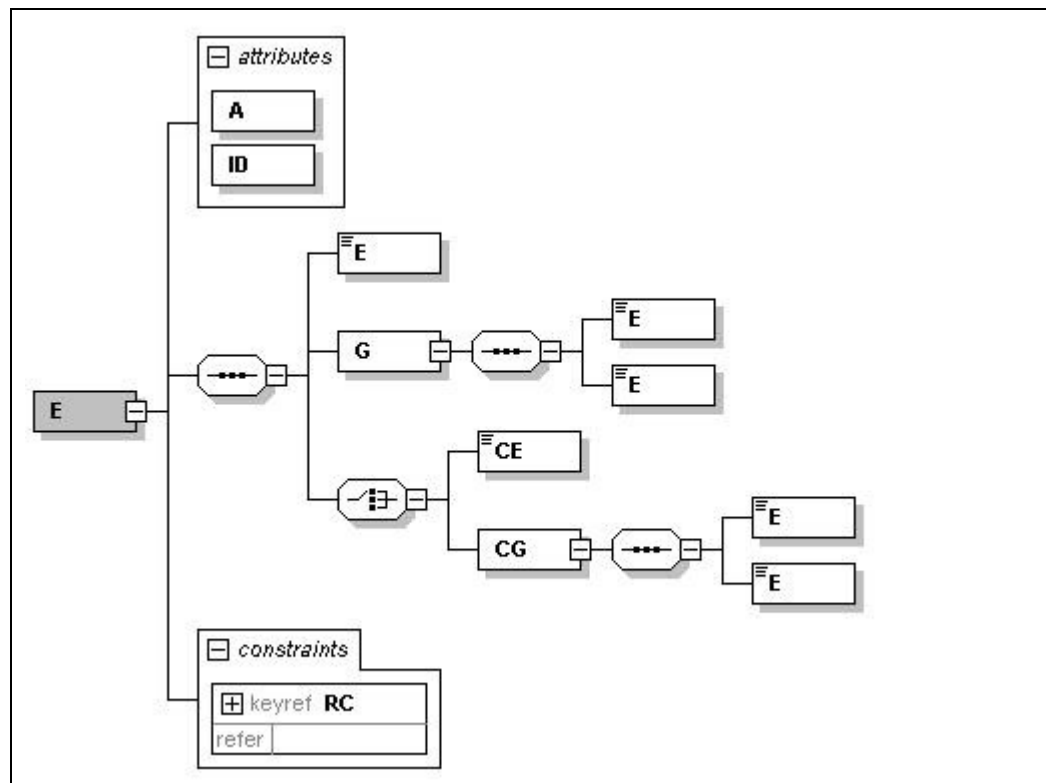 attributes
A
ID
E
E
G
E
E
CE
E
CG
E
E
constraints
keyref RC
refer